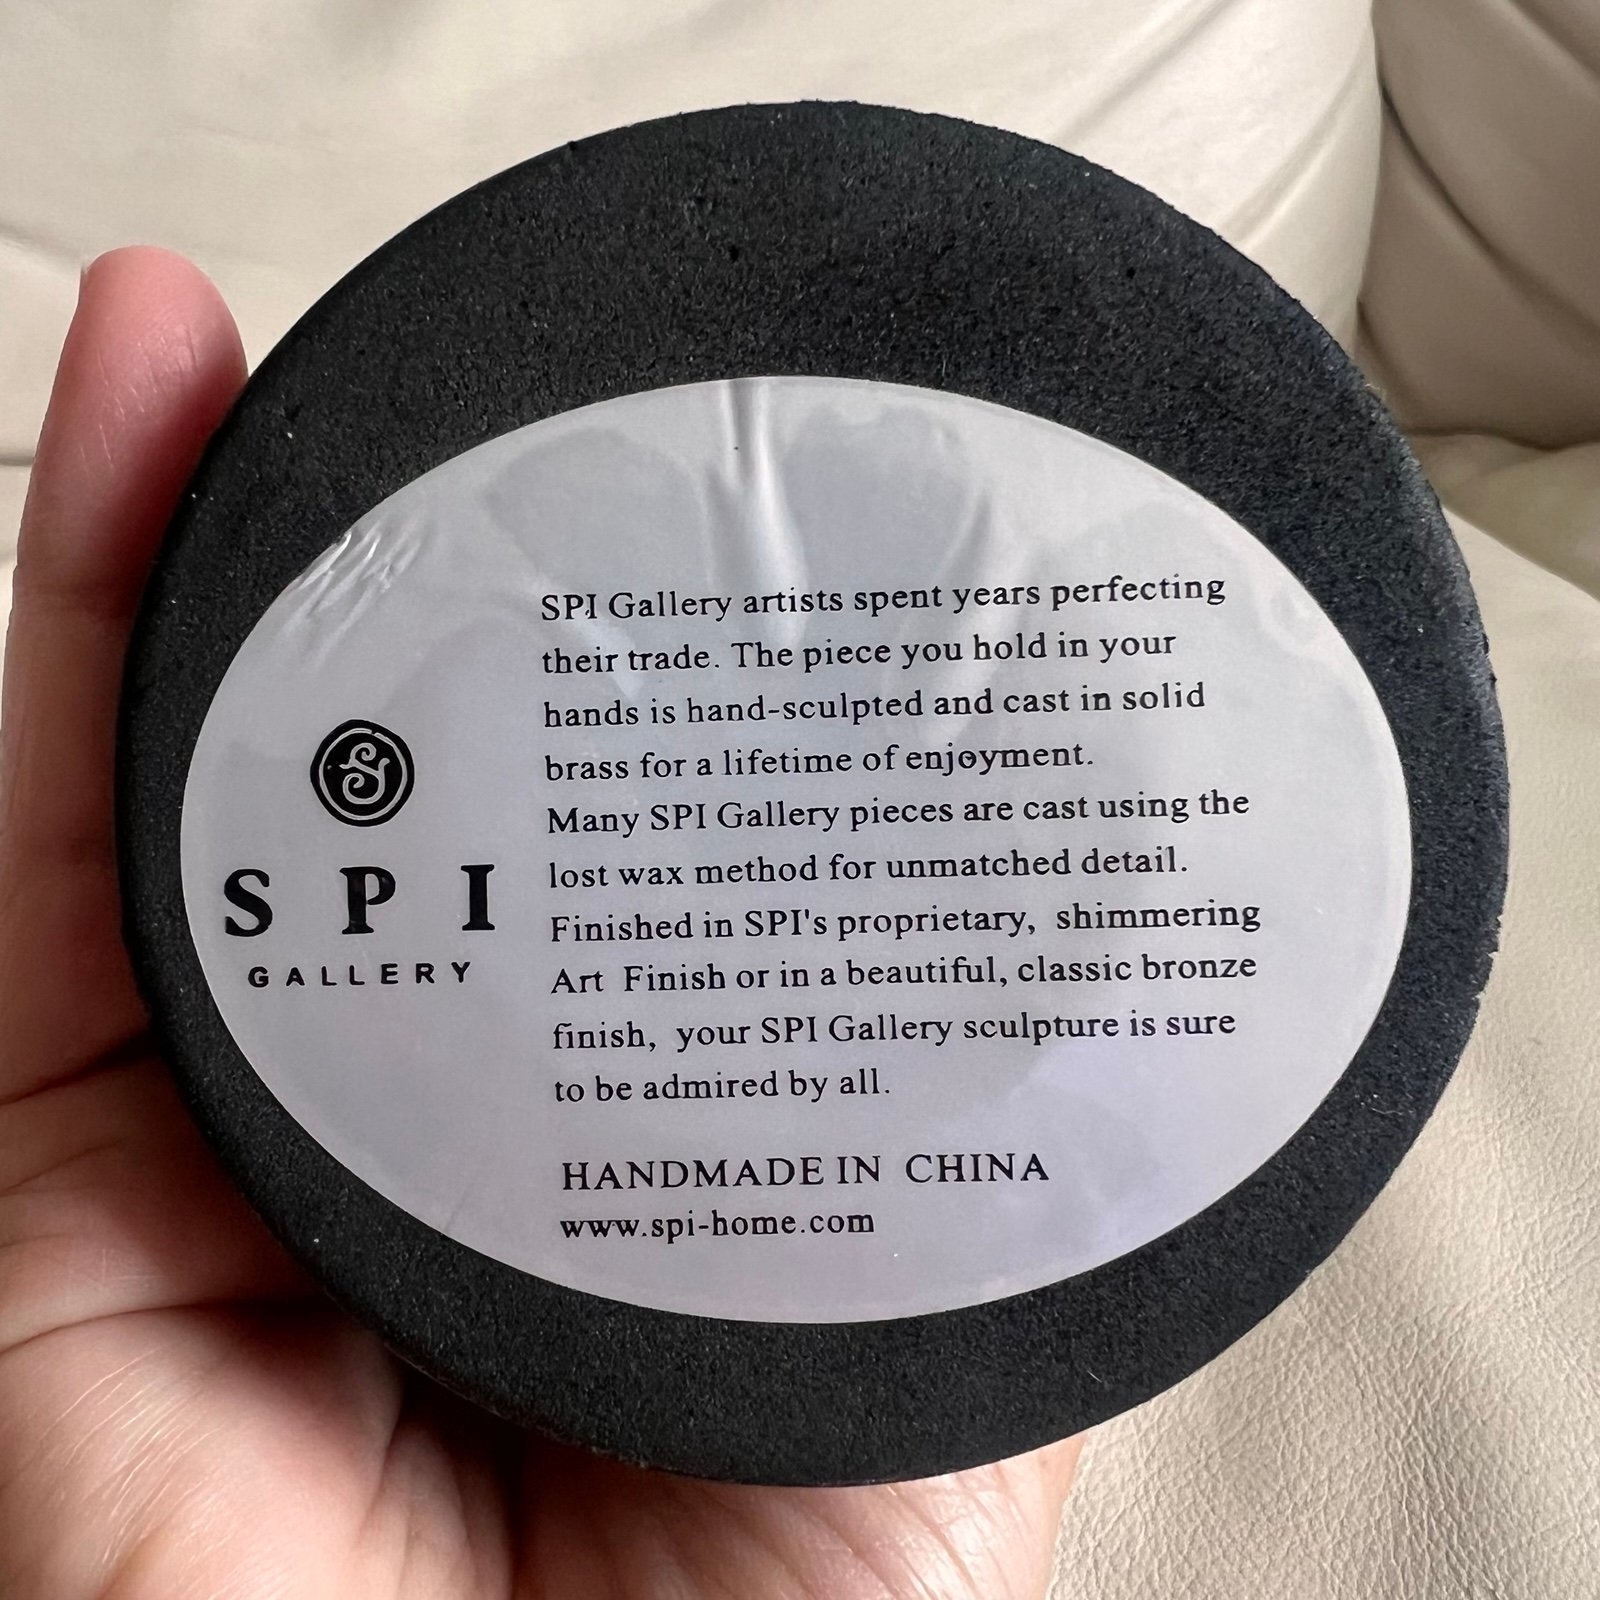 S P I
GALLERY
SPI Gallery artists spent years perfecting
their trade. The piece you hold in your
hands is hand-sculpted and cast in solid
brass for a lifetime of enjoyment.
Many SPI Gallery pieces are cast using the
lost wax method for unmatched detail.
Finished in SPI's proprietary, shimmering
Art Finish or in a beautiful, classic bronze
finish, your SPI Gallery sculpture is sure
to be admired by all.
HANDMADE IN CHINA
www.spi-home.com